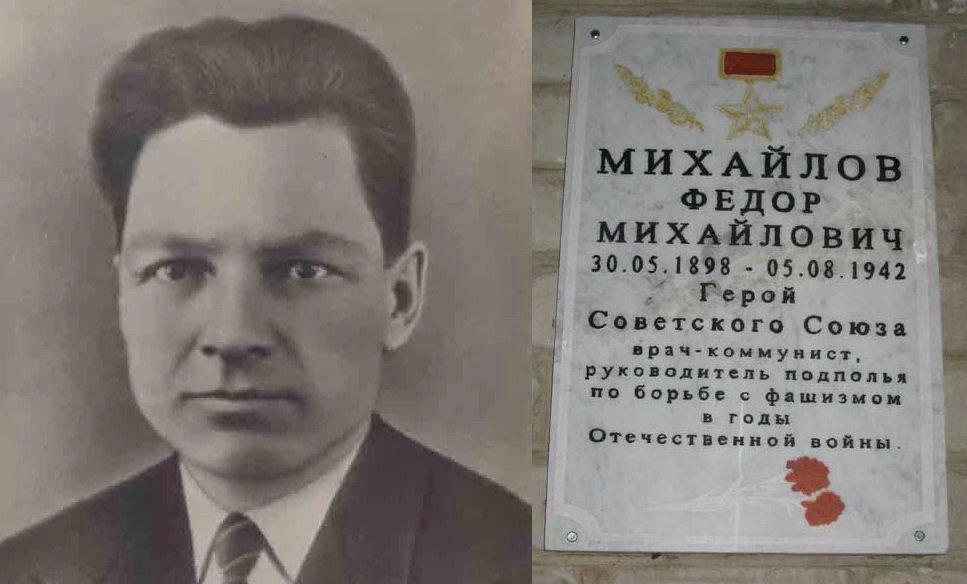 МИХАЙЛОВ
ФЕДОР
МИХАЙЛОВИЧ
30.05.1898 - 05.08.1942
Герой
Советского Союза
врач-коммунист,
руководитель подполья
по борьбе с фашизмом
в годы
Отечественной войны.